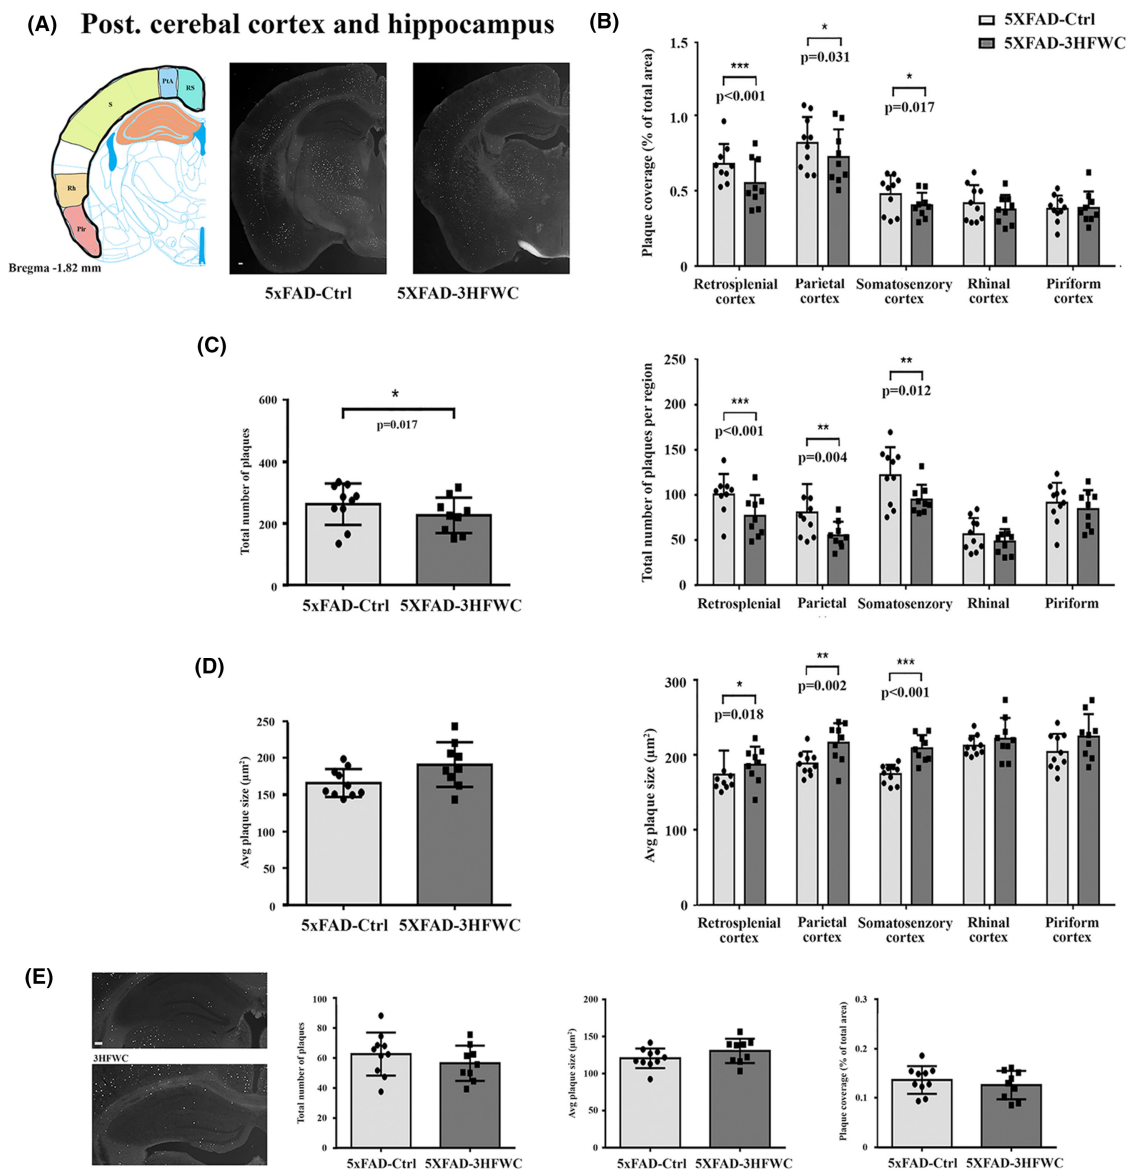 (A) Post. cerebal cortex and hippocampus
PtA
RS
S
Rh
Pir
Bregma -1.82 mm
5xFAD-Ctrl
5XFAD-3HFWC
(B)
5XFAD-Ctrl
5XFAD-3HFWC
Plaque coverage (% of total area)
1.5
1.0
0.5
0
***
p<0.001
*
p=0.031
*
p=0.017
Retrosplenial cortex
Parietal cortex
Somatosenzory cortex
Rhinal cortex
Piriform cortex
(C)
Total number of plaques
600
400
200
0
*
p=0.017
5xFAD-Ctrl
5XFAD-3HFWC
Total number of plaques per region
250
200
150
100
50
0
***
p<0.001
**
p=0.004
**
p=0.012
Retrosplenial
Parietal
Somatosenzory
Rhinal
Piriform
(D)
Avg plaque size (µm²)
250
200
150
100
50
0
5xFAD-Ctrl
5XFAD-3HFWC
Avg plaque size (µm²)
300
200
100
0
*
p=0.018
**
p=0.002
***
p<0.001
Retrosplenial cortex
Parietal cortex
Somatosenzory cortex
Rhinal cortex
Piriform cortex
(E)
3HFWC
Total number of plaques
100
80
60
40
20
0
5xFAD-Ctrl
5XFAD-3HFWC
Avg plaque size (µm²)
200
150
100
50
0
5xFAD-Ctrl
5XFAD-3HFWC
Plaque coverage (% of total area)
0.3
0.2
0.1
0
5xFAD-Ctrl
5XFAD-3HFWC